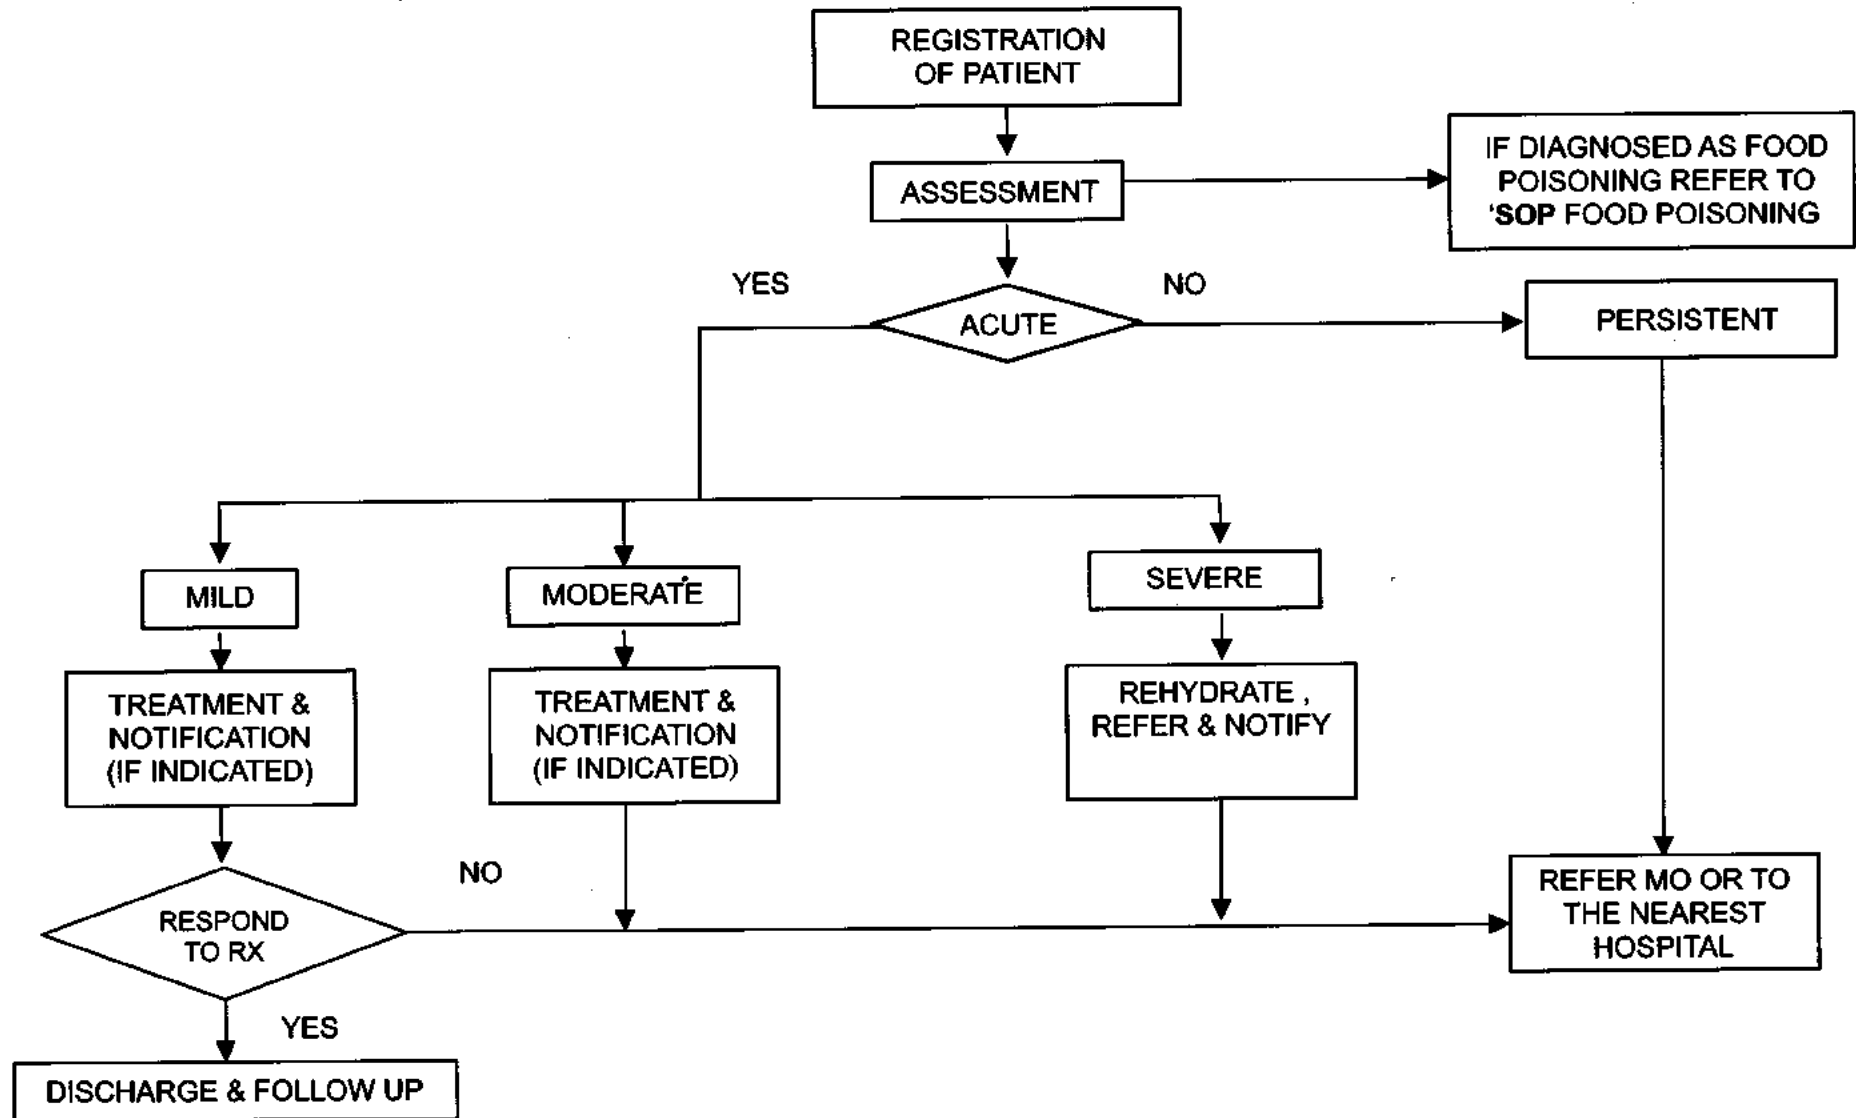 REGISTRATION
OF PATIENT
ASSESSMENT
IF DIAGNOSED AS FOOD
POISONING REFER TO
'SOP FOOD POISONING
YES
NO
ACUTE
PERSISTENT
MILD
MODERATE
SEVERE
TREATMENT &
NOTIFICATION
(IF INDICATED)
TREATMENT &
NOTIFICATION
(IF INDICATED)
REHYDRATE ,
REFER & NOTIFY
NO
RESPOND
TO RX
REFER MO OR TO
THE NEAREST
HOSPITAL
YES
DISCHARGE & FOLLOW UP